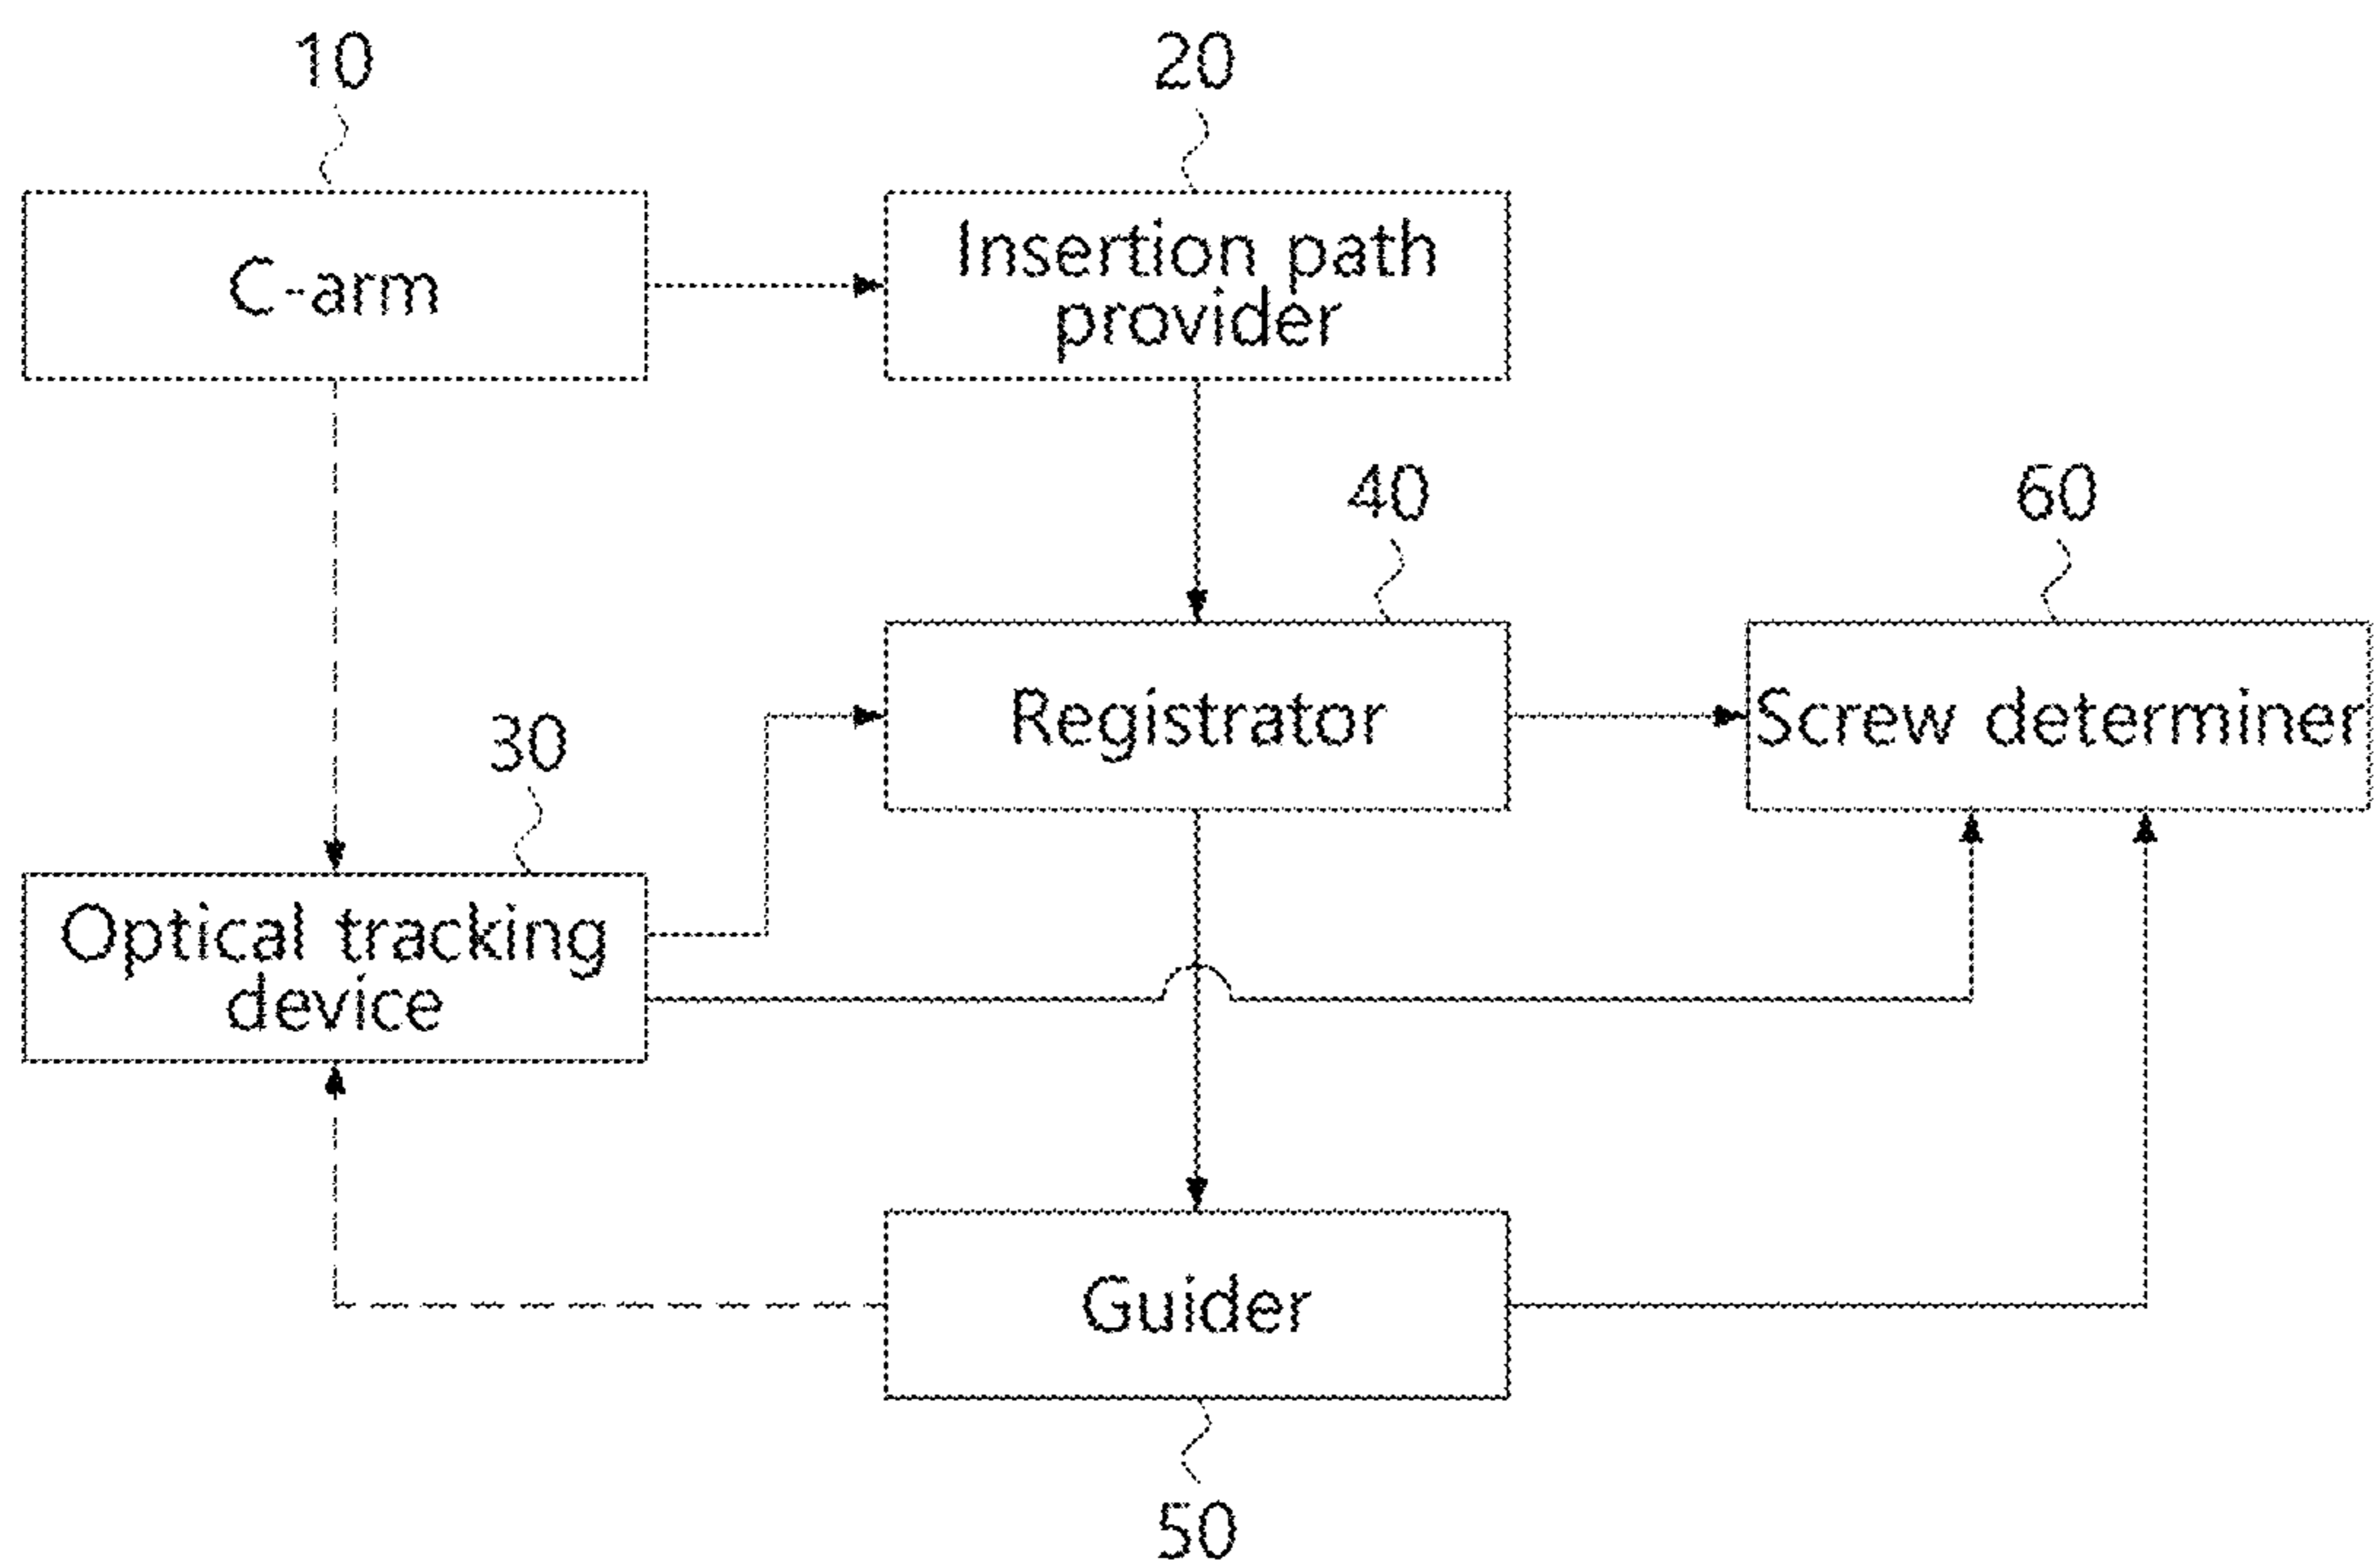 10
20
C-arm
Insertion path
provider
40
60
30
Registrator
Screw determiner
Optical tracking
device
Guider
50